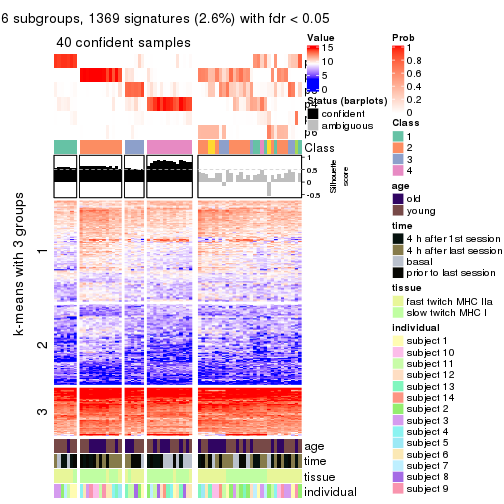 6 subgroups, 1369 signatures (2.6%) with fdr < 0.05
40 confident samples
Class
1
0.5
0
-0.5
Silhouette
score
k-means with 3 groups
1
2
3
age
time
tissue
individual
Value
15
10
5
0
Status (barplots)
confident
ambiguous
Prob
1
0.8
0.6
0.4
0.2
0
Class
1
2
3
4
age
old
young
time
4 h after 1st session
4 h after last session
basal
prior to last session
tissue
fast twitch MHC IIa
slow twitch MHC I
individual
subject 1
subject 10
subject 11
subject 12
subject 13
subject 14
subject 2
subject 3
subject 4
subject 5
subject 6
subject 7
subject 8
subject 9